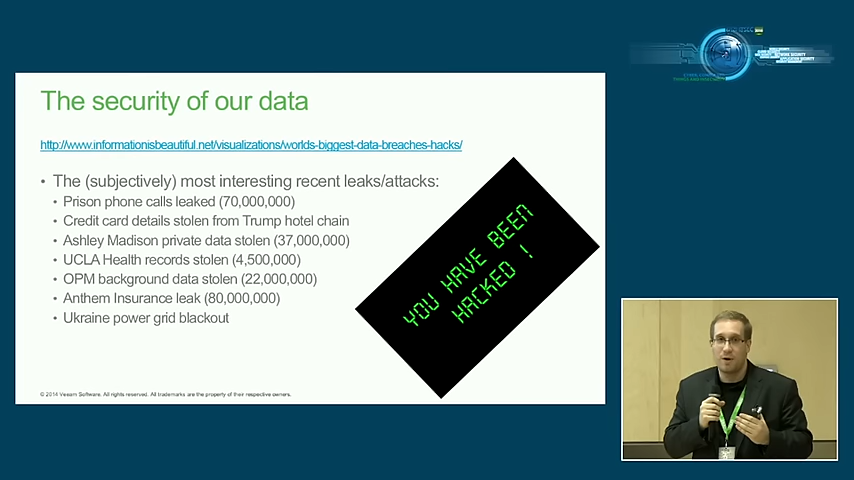 The security of our data
http://www.informationisbeautiful.net/visualizations/worlds-biggest-data-breaches-hacks/
• The (subjectively) most interesting recent leaks/attacks:
• Prison phone calls leaked (70,000,000)
• Credit card details stolen from Trump hotel chain
• Ashley Madison private data stolen (37,000,000)
• UCLA Health records stolen (4,500,000)
• OPM background data stolen (22,000,000)
• Anthem Insurance leak (80,000,000)
• Ukraine power grid blackout
YOU HAVE BEEN
HACKED !
© 2014 Veeam Software. All rights reserved. All trademarks are the property of their respective owners.